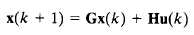 x(k + 1) = Gx(k) + Hu(k)